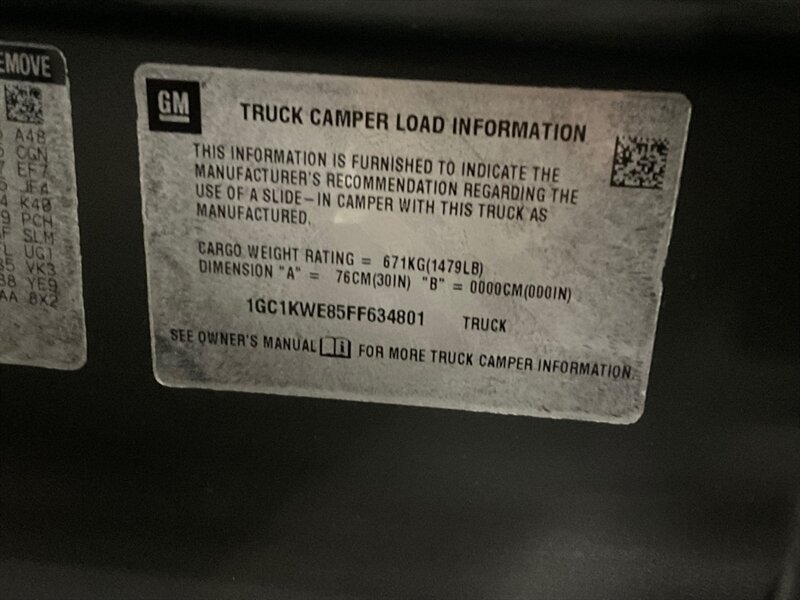 EMOVE
A4B
CGN
EF7
JFA
K40
PCH
SLM
UG1
VK3
YE9
8X2
GM
TRUCK CAMPER LOAD INFORMATION
THIS INFORMATION IS FURNISHED TO INDICATE THE
MANUFACTURER'S RECOMMENDATION REGARDING THE
USE OF A SLIDE-IN CAMPER WITH THIS TRUCK AS
MANUFACTURED.
CARGO WEIGHT RATING = 671KG(1479LB)
DIMENSION "A" = 76CM(30IN) "B" = 0000CM(000IN)
1GC1KWE85FF634801 TRUCK
SEE OWNER'S MANUAL FOR MORE TRUCK CAMPER INFORMATION.